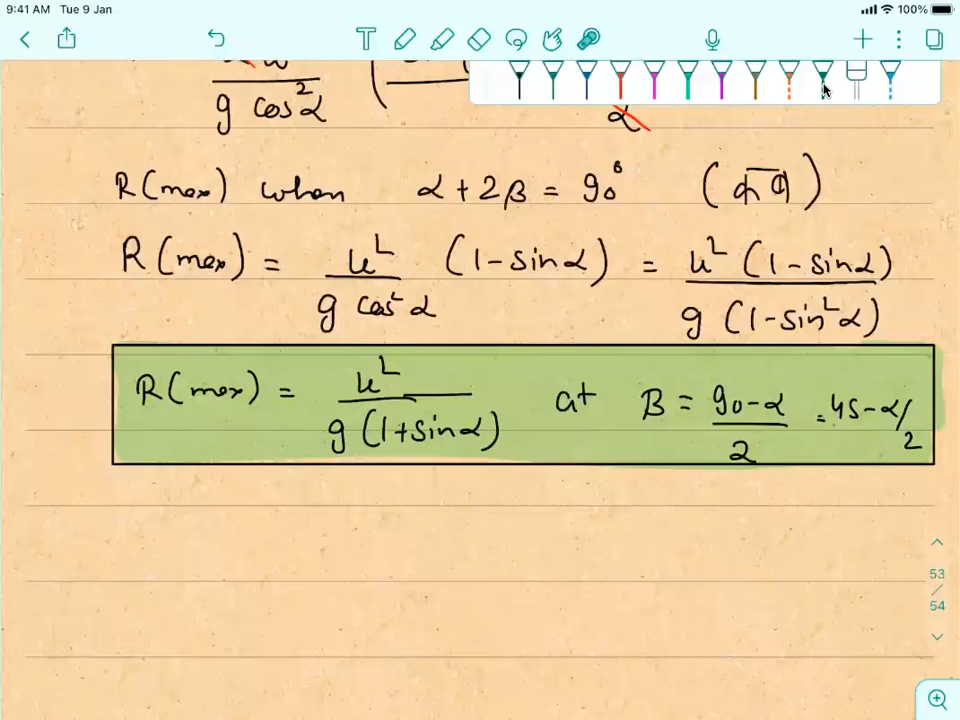 9:41 AM Tue 9 Jan 100%
g cos²α
α
R(max) when α + 2β = 90°
R(max) = u² / g cos²α (1 - sinα) = u² (1 - sinα) / g (1 - sin²α)
R(max) = u² / g (1 + sinα) at β = 90 - α / 2 = 45 - α/2
53
/
54